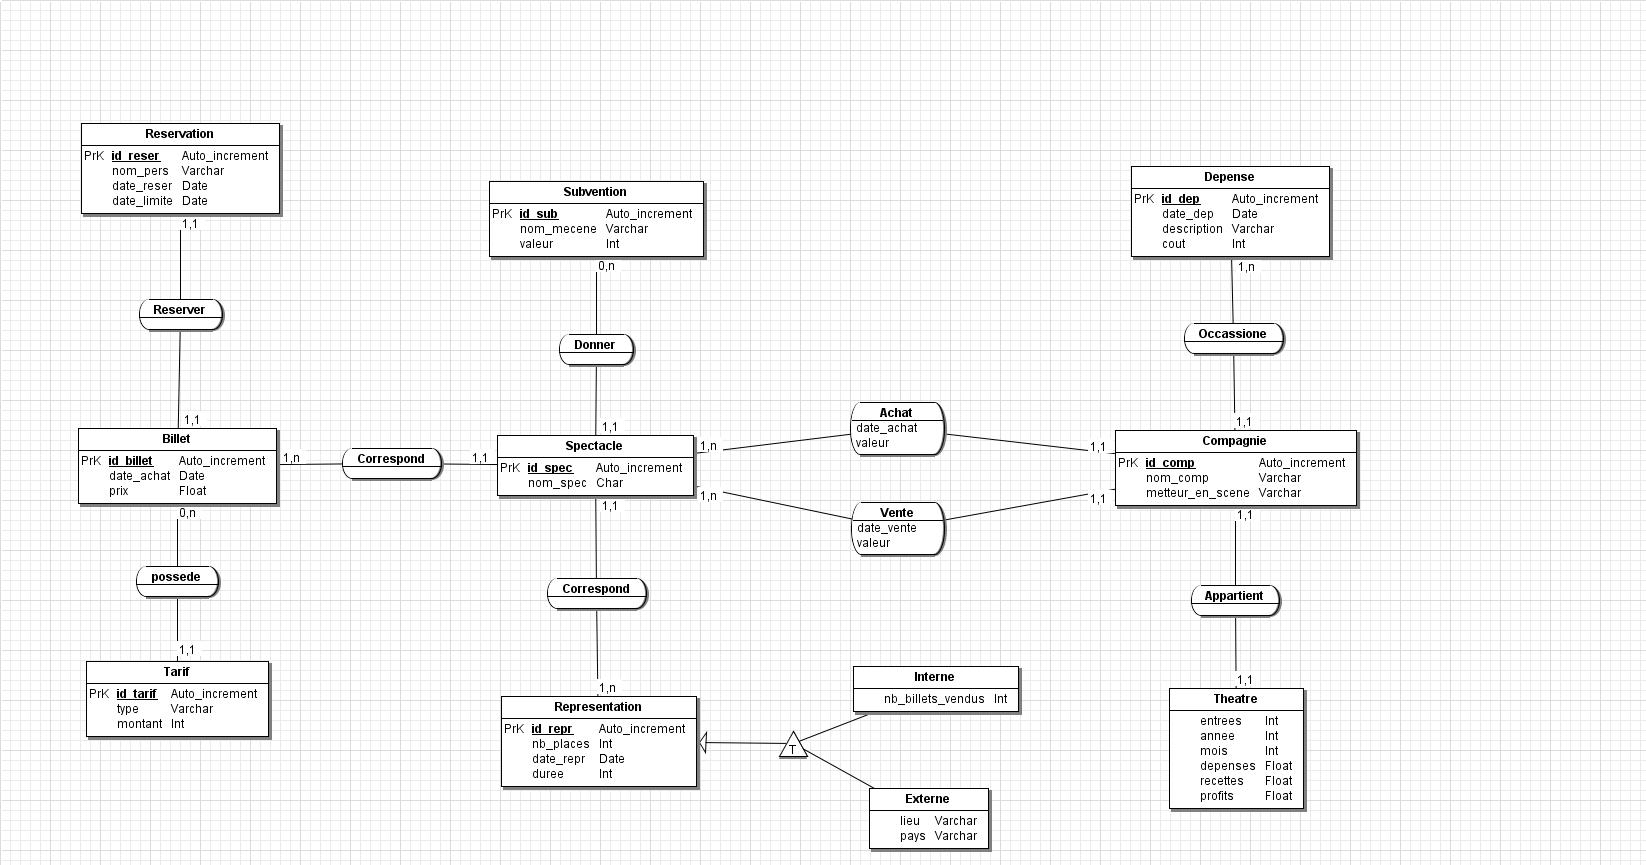 Reservation
PrK id_reser Auto_increment
nom_pers Varchar
date_reser Date
date_limite Date
1,1
Reserver
1,1
Billet
PrK id_billet Auto_increment
date_achat Date
prix Float
0,n
possede
1,1
Tarif
PrK id_tarif Auto_increment
type Varchar
montant Int
1,n
Correspond
1,1
Subvention
PrK id_sub Auto_increment
nom_mecene Varchar
valeur Int
0,n
Donner
1,1
Spectacle
PrK id_spec Auto_increment
nom_spec Char
1,1
Correspond
1,n
Representation
PrK id_repr Auto_increment
nb_places Int
date_repr Date
duree Int
T
Interne
nb_billets_vendus Int
Externe
lieu Varchar
pays Varchar
1,n
Achat
date_achat
valeur
1,1
1,n
Vente
date_vente
valeur
1,1
Depense
PrK id_dep Auto_increment
date_dep Date
description Varchar
cout Int
1,n
Occassione
1,1
Compagnie
PrK id_comp Auto_increment
nom_comp Varchar
metteur_en_scene Varchar
1,1
Appartient
1,1
Theatre
entrees Int
annee Int
mois Int
depenses Float
recettes Float
profits Float